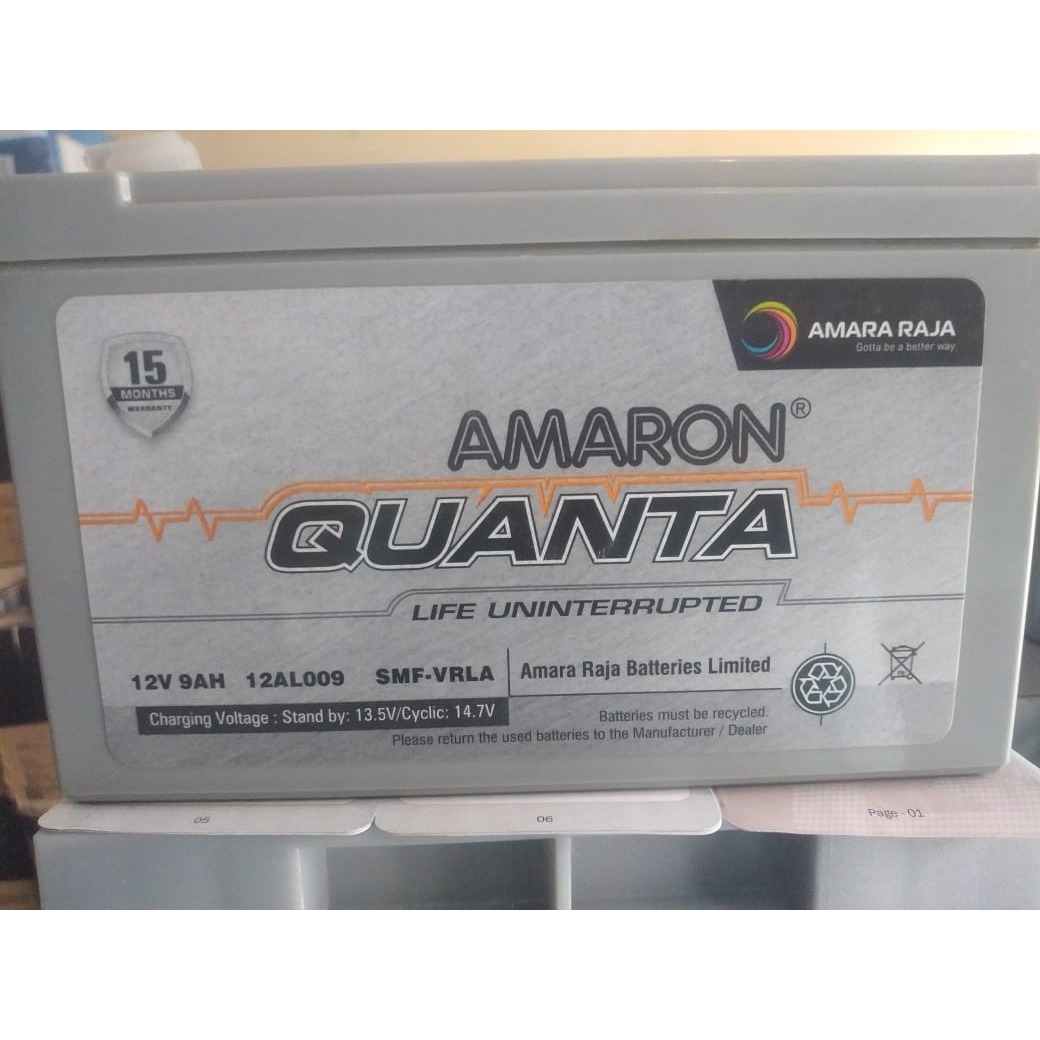 15
MONTHS
WARRANTY
AMARA RAJA
Gotta be a better way
AMARON®
QUANTA
LIFE UNINTERRUPTED
12V 9AH 12AL009 SMF-VRLA
Amara Raja Batteries Limited
Charging Voltage : Stand by: 13.5V/Cyclic: 14.7V
Batteries must be recycled.
Please return the used batteries to the Manufacturer / Dealer
05
06
Page - 01